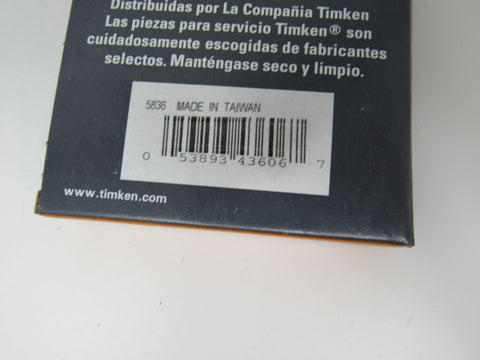 Distribuidas por La Compañia Timken
Las piezas para servicio Timken® son
cuidadosamente escogidas de fabricantes
selectos. Manténgase seco y limpio.
5836 MADE IN TAIWAN
0 53893 43606 7
www.timken.com